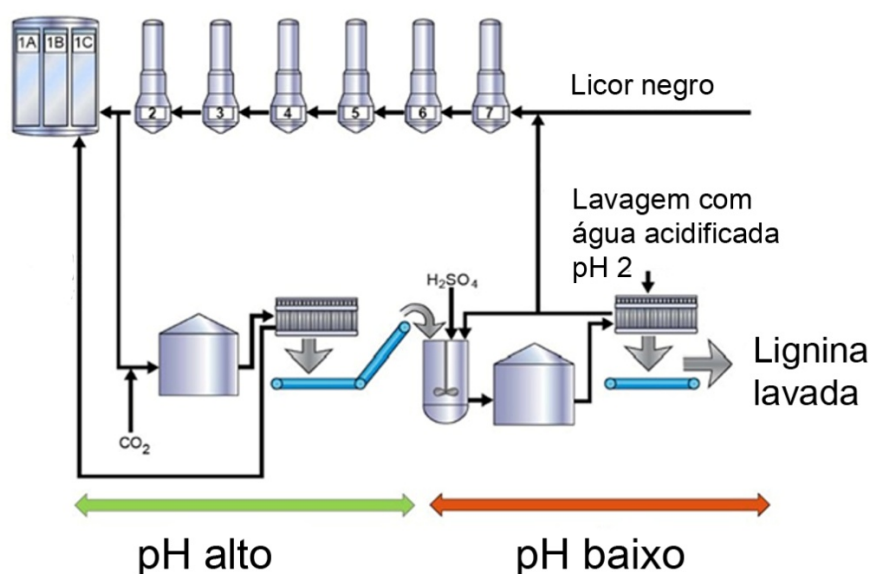 1A 1B 1C
2 3 4 5 6 7
Licor negro
Lavagem com
água acidificada
pH 2
H₂SO₄
Lignina
lavada
CO₂
pH alto
pH baixo